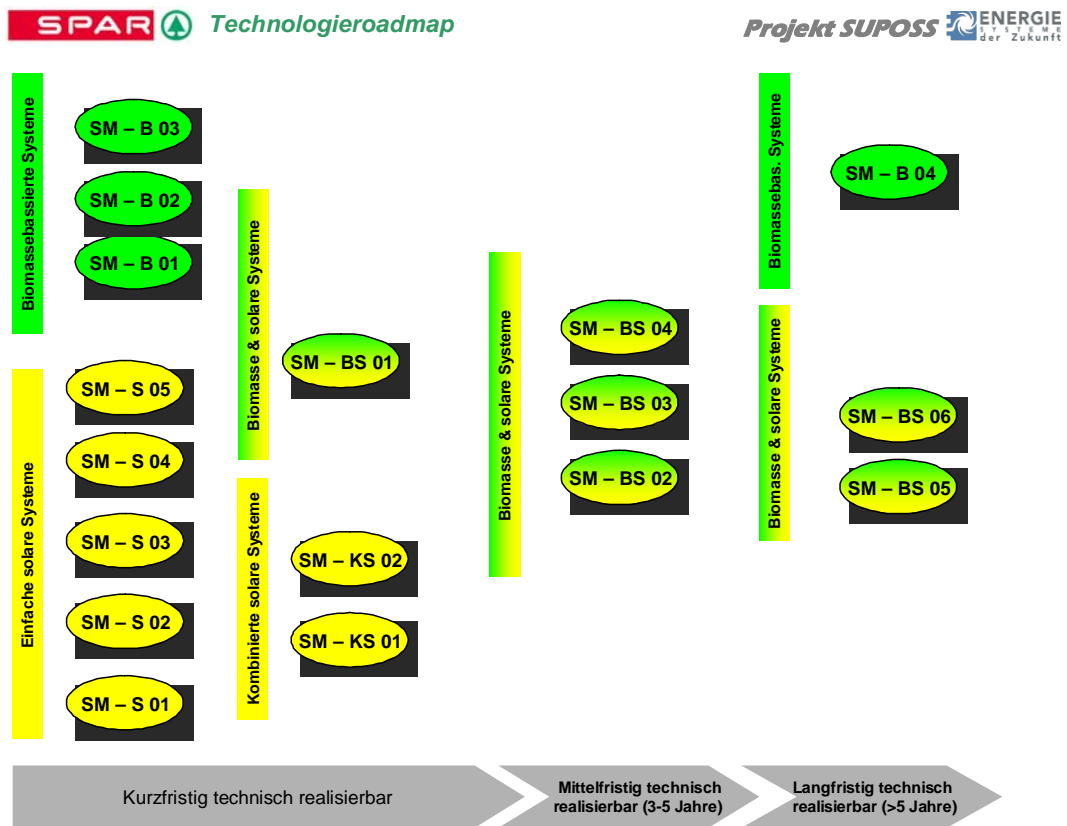 SPAR
Technologieroadmap
Projekt SUPOSS
ENERGIE
SYSTEME
der Zukunft
Biomassebassierte Systeme
SM – B 03
SM – B 02
SM – B 01
Einfache solare Systeme
SM – S 05
SM – S 04
SM – S 03
SM – S 02
SM – S 01
Biomasse & solare Systeme
SM – BS 01
Kombinierte solare Systeme
SM – KS 02
SM – KS 01
Biomasse & solare Systeme
SM – BS 04
SM – BS 03
SM – BS 02
Biomassebas. Systeme
SM – B 04
Biomasse & solare Systeme
SM – BS 06
SM – BS 05
Kurzfristig technisch realisierbar
Mittelfristig technisch
realisierbar (3-5 Jahre)
Langfristig technisch
realisierbar (>5 Jahre)